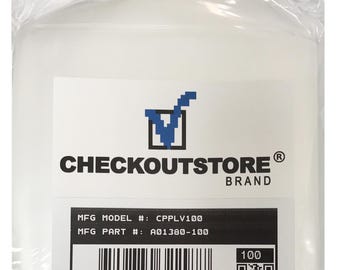 CHECKOUTSTORE®
BRAND
MFG MODEL #: CPPLV100
MFG PART #: A01380-100
100